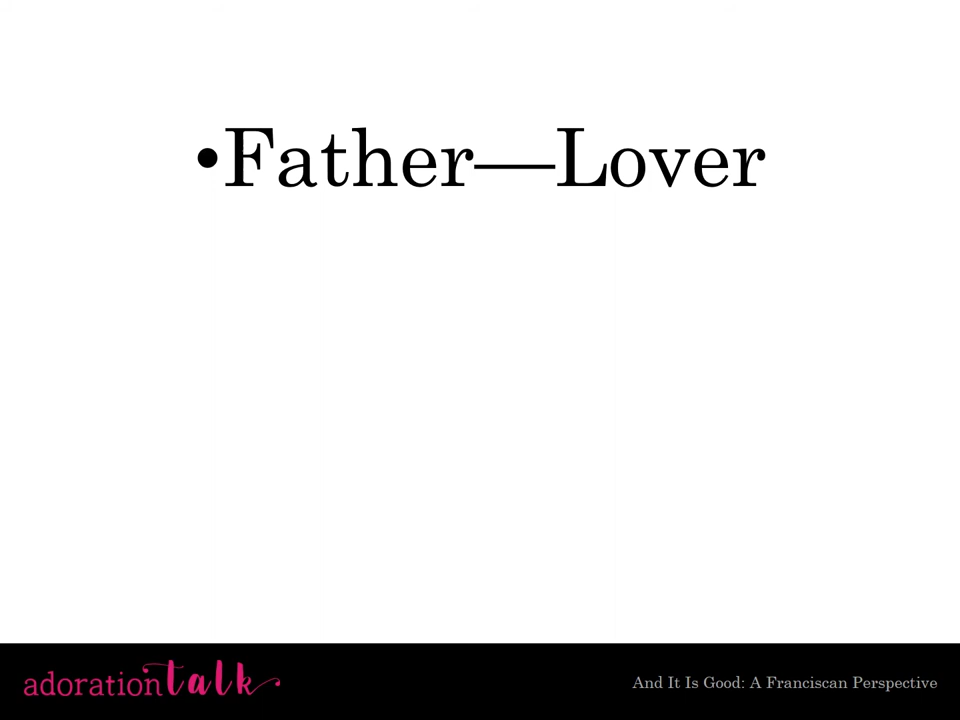 •Father—Lover
adorationtalk
And It Is Good: A Franciscan Perspective